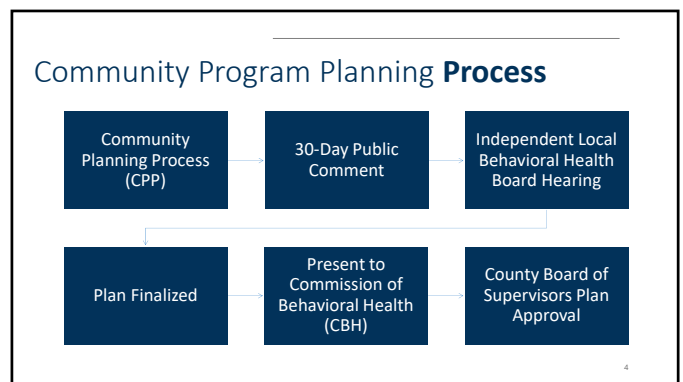 Community Program Planning Process
Community
Planning Process
(CPP)
30-Day Public
Comment
Independent Local
Behavioral Health
Board Hearing
Plan Finalized
Present to
Commission of
Behavioral Health
(CBH)
County Board of
Supervisors Plan
Approval
4